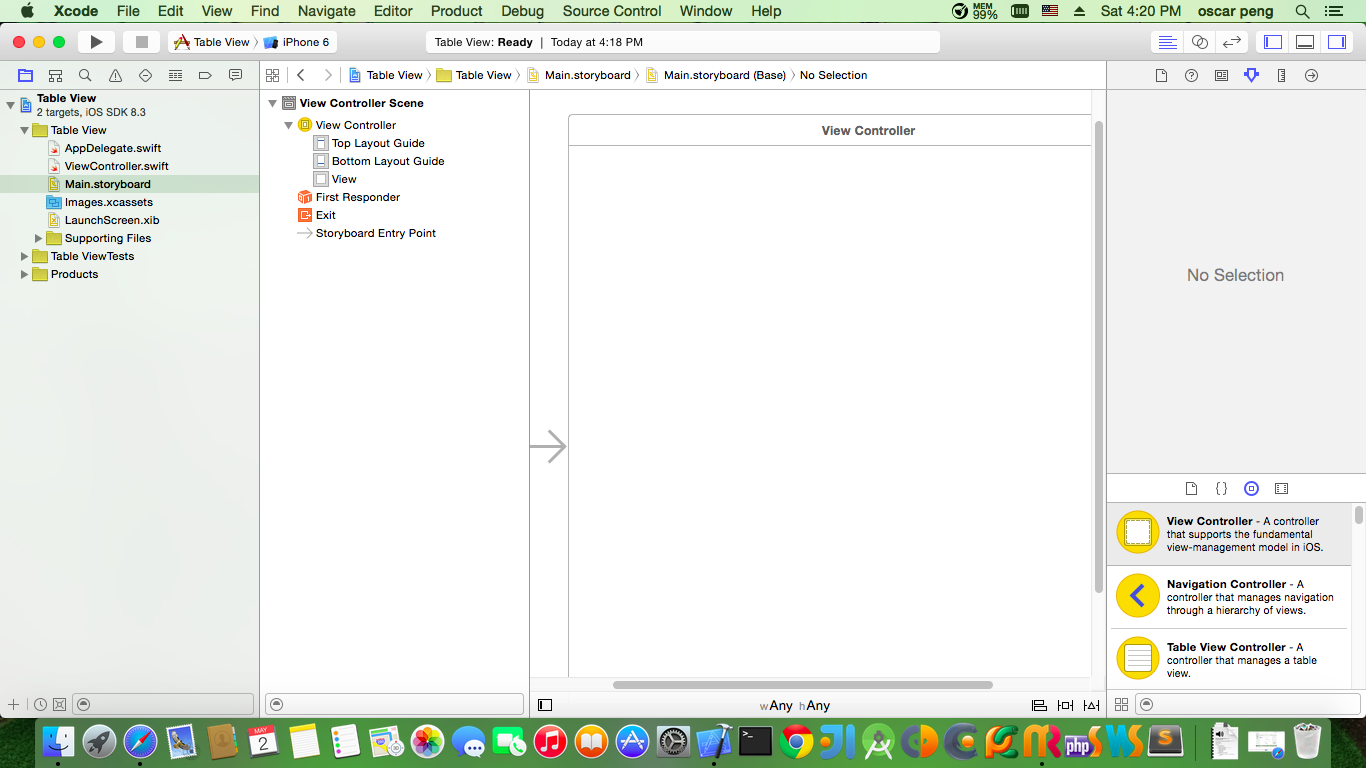 Xcode File Edit View Find Navigate Editor Product Debug Source Control Window Help MEM 99% Sat 4:20 PM oscar peng
Table View iPhone 6 Table View: Ready | Today at 4:18 PM
Table View Table View Main.storyboard Main.storyboard (Base) No Selection
Table View
2 targets, iOS SDK 8.3
Table View
AppDelegate.swift
ViewController.swift
Main.storyboard
Images.xcassets
LaunchScreen.xib
Supporting Files
Table ViewTests
Products
View Controller Scene
View Controller
Top Layout Guide
Bottom Layout Guide
View
First Responder
Exit
Storyboard Entry Point
View Controller
wAny hAny
No Selection
{}
View Controller - A controller
that supports the fundamental
view-management model in iOS.
Navigation Controller - A
controller that manages navigation
through a hierarchy of views.
Table View Controller - A
controller that manages a table
view.
MAY
2
>_
php
S